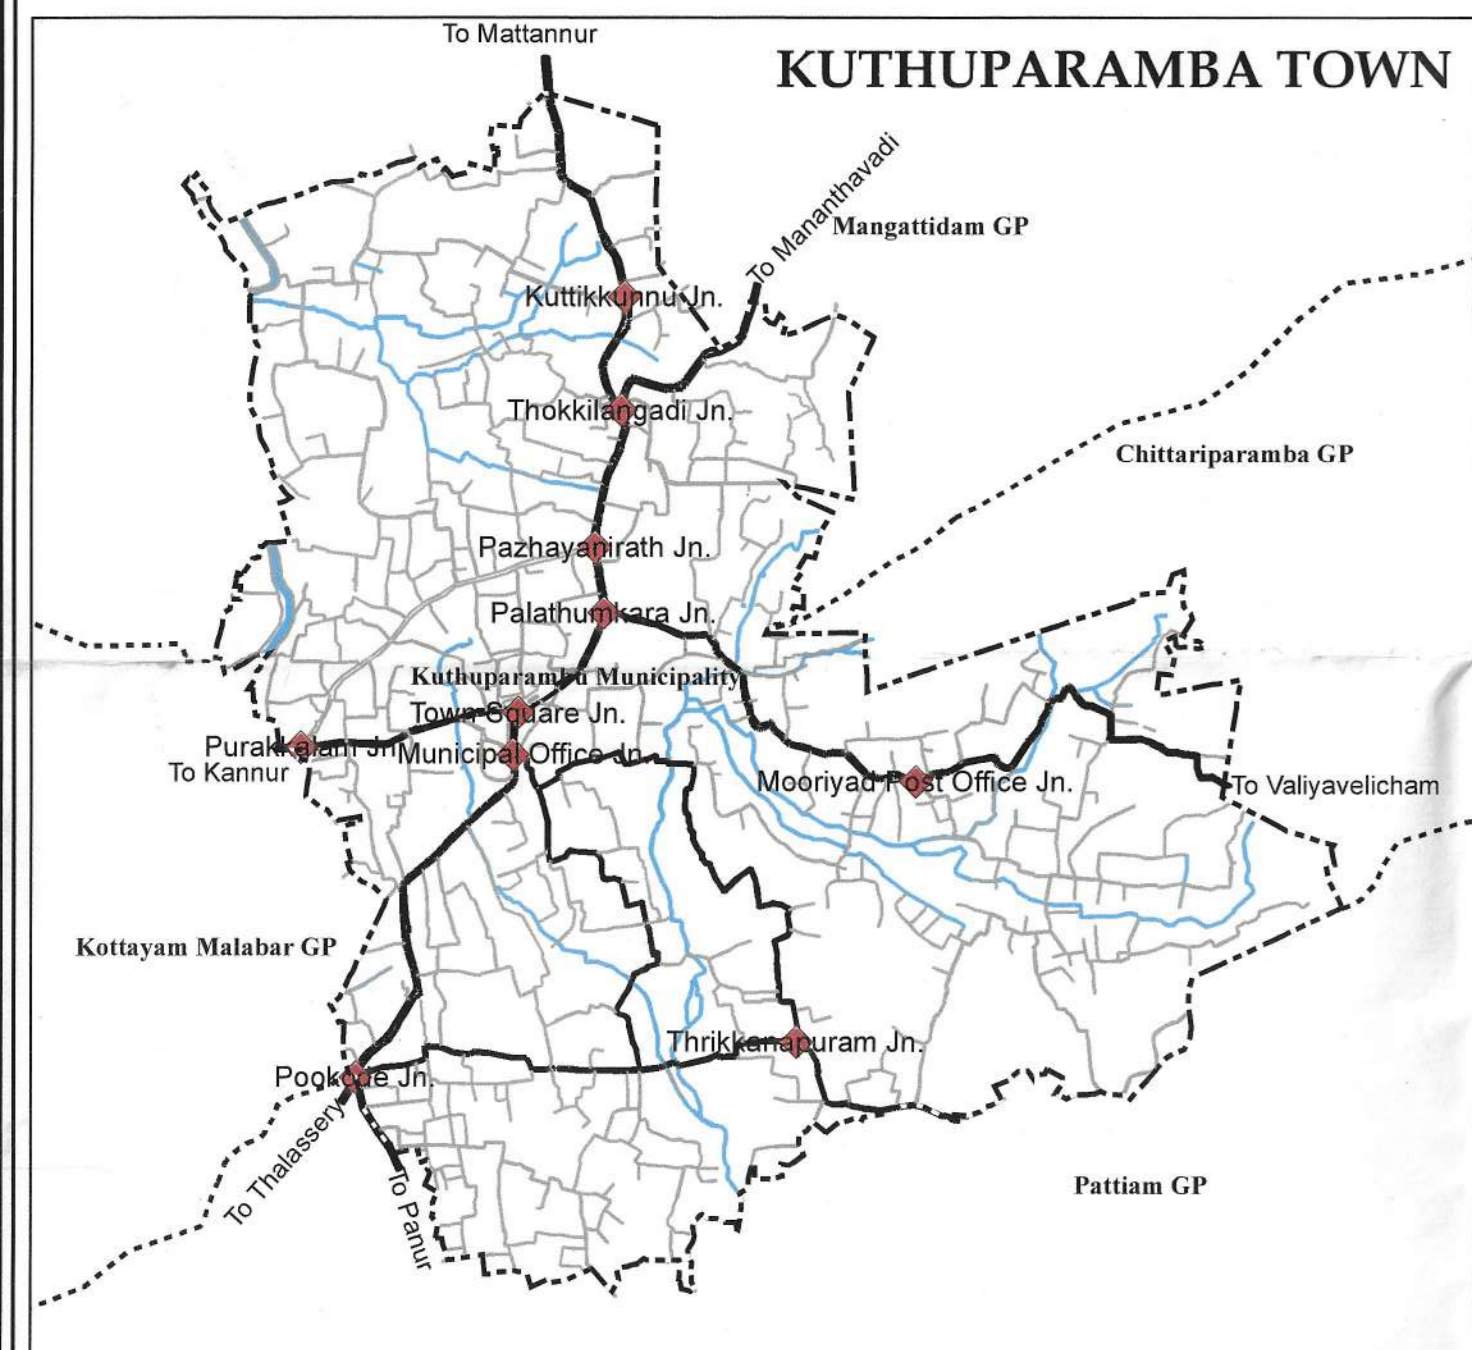 To Mattannur
KUTHUPARAMBA TOWN
To Mananthavadi
Mangattidam GP
Kuttikkunnu Jn.
Thokkilangadi Jn.
Chittariparamba GP
Pazhayanirath Jn.
Palathumkara Jn.
Kuthuparamba Municipality
Town Square Jn.
Purakkalam Jn
Municipal Office Jn.
To Kannur
Mooriyad Post Office Jn.
To Valiyavelicham
Kottayam Malabar GP
Thrikkanapuram Jn.
Pookode Jn.
To Thalassery
To Panur
Pattiam GP